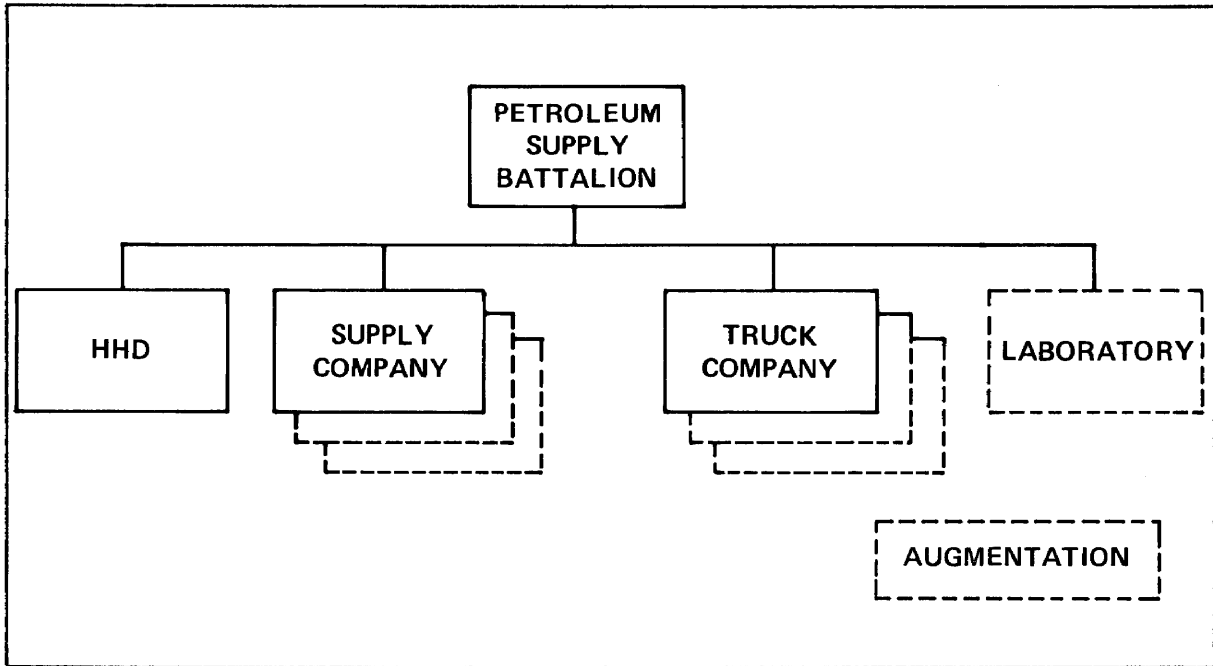 PETROLEUM
SUPPLY
BATTALION
HHD
SUPPLY
COMPANY
TRUCK
COMPANY
LABORATORY
AUGMENTATION